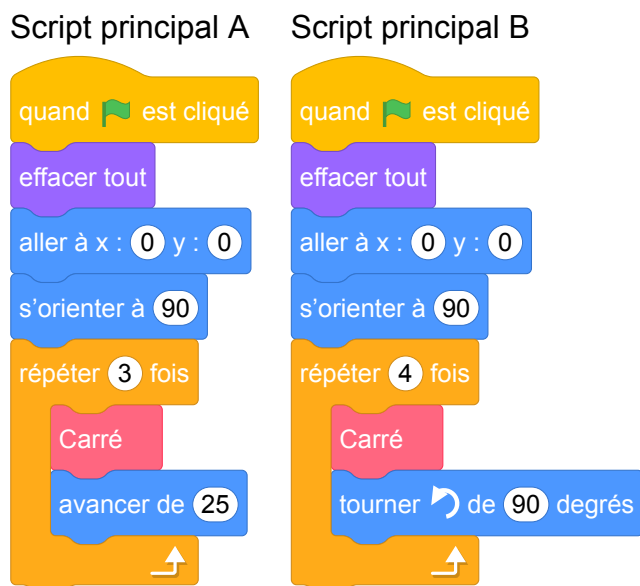 Script principal A
quand est cliqué
effacer tout
aller à x : 0 y : 0
s’orienter à 90
répéter 3 fois
Carré
avancer de 25
Script principal B
quand est cliqué
effacer tout
aller à x : 0 y : 0
s’orienter à 90
répéter 4 fois
Carré
tourner de 90 degrés